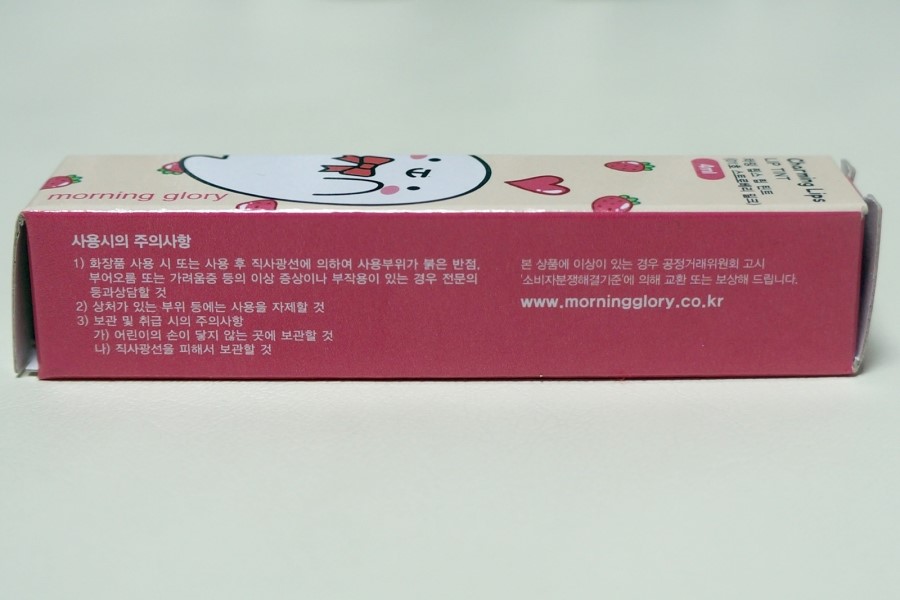 morning glory
Charming Lips
LIP TINT
차밍 립스 립 틴트
4ml
사용시의 주의사항
1) 화장품 사용 시 또는 사용 후 직사광선에 의하여 사용부위가 붉은 반점,
부어오름 또는 가려움증 등의 이상 증상이나 부작용이 있는 경우 전문의
등과상담할 것
2) 상처가 있는 부위 등에는 사용을 자제할 것
3) 보관 및 취급 시의 주의사항
가) 어린이의 손이 닿지 않는 곳에 보관할 것
나) 직사광선을 피해서 보관할 것
본 상품에 이상이 있는 경우 공정거래위원회 고시
'소비자분쟁해결기준'에 의해 교환 또는 보상해 드립니다.
www.morningglory.co.kr